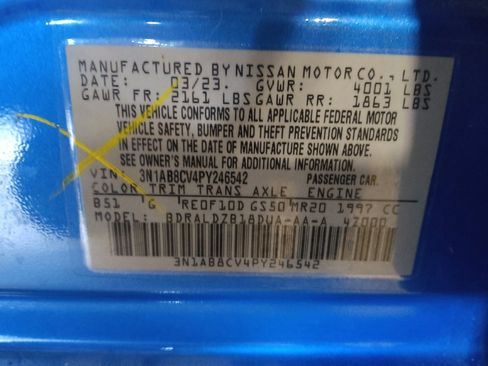 MANUFACTURED BY NISSAN MOTOR CO., LTD.
DATE: 03/23. GVWR: 4001 LBS
GAWR FR: 2161 LBS GAWR RR: 1863 LBS
THIS VEHICLE CONFORMS TO ALL APPLICABLE FEDERAL MOTOR
VEHICLE SAFETY, BUMPER AND THEFT PREVENTION STANDARDS
IN EFFECT ON THE DATE OF MANUFACTURE SHOWN ABOVE.
SEE OWNER'S MANUAL FOR ADDITIONAL INFORMATION
VIN: 3N1AB8CV4PY246542 PASSENGER CAR.
COLOR TRIM TRANS AXLE ENGINE
B51 G RE0F10D GS50 MR20 1997 CC
MODEL: BDRALDZB18DUA-AA-A 47000
3N1AB8CV4PY246542